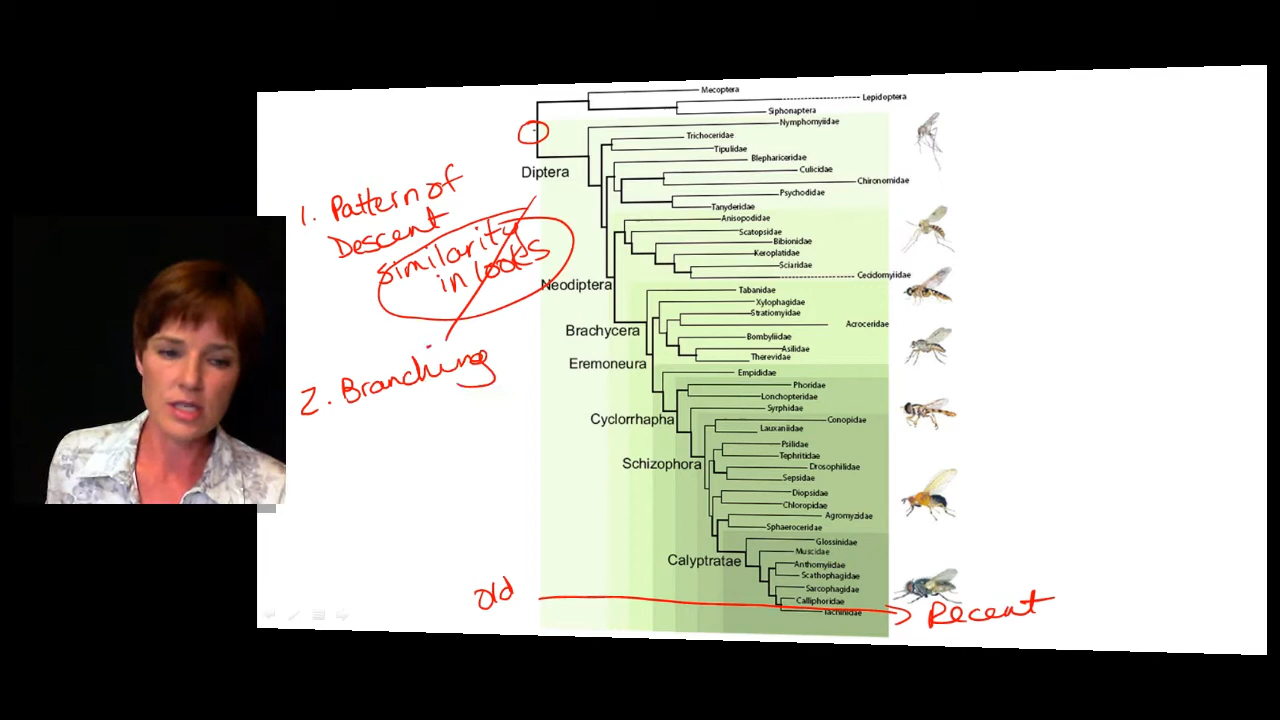 Mecoptera
Lepidoptera
Siphonaptera
Nymphomyiidae
Trichoceridae
Tipulidae
Blephariceridae
Culicidae
Chironomidae
Psychodidae
Tanyderidae
Anisopodidae
Scatopsidae
Bibionidae
Keroplatidae
Sciaridae
Cecidomyiidae
Tabanidae
Xylophagidae
Stratiomyidae
Acroceridae
Bombyliidae
Asilidae
Therevidae
Empididae
Phoridae
Lonchopteridae
Syrphidae
Conopidae
Lauxaniidae
Psilidae
Tephritidae
Drosophilidae
Sepsidae
Diopsidae
Chloropidae
Agromyzidae
Sphaeroceridae
Glossinidae
Muscidae
Anthomyiidae
Scathophagidae
Sarcophagidae
Calliphoridae
Tachinidae
Diptera
Neodiptera
Brachycera
Eremoneura
Cyclorrhapha
Schizophora
Calyptratae
1. Pattern of
Descent
similarity
in looks
2. Branching
old
Recent